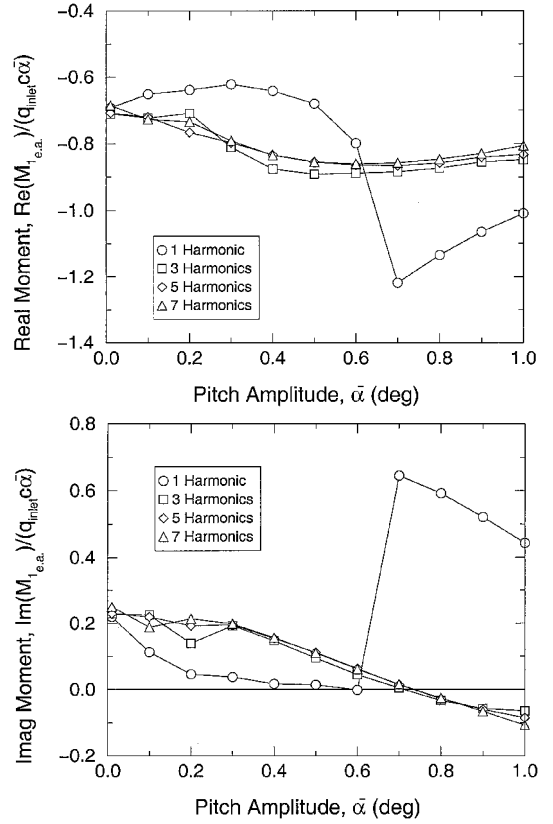 −0.4
−0.6
−0.8
−1.0
−1.2
−1.4
Real Moment, Re(M₁ₑ.ₐ.)/(q_inlet cᾱ)
1 Harmonic
3 Harmonics
5 Harmonics
7 Harmonics
0.0 0.2 0.4 0.6 0.8 1.0
Pitch Amplitude, ᾱ (deg)
0.8
0.6
0.4
0.2
0.0
−0.2
Imag Moment, Im(M₁ₑ.ₐ.)/(q_inlet cᾱ)
1 Harmonic
3 Harmonics
5 Harmonics
7 Harmonics
0.0 0.2 0.4 0.6 0.8 1.0
Pitch Amplitude, ᾱ (deg)